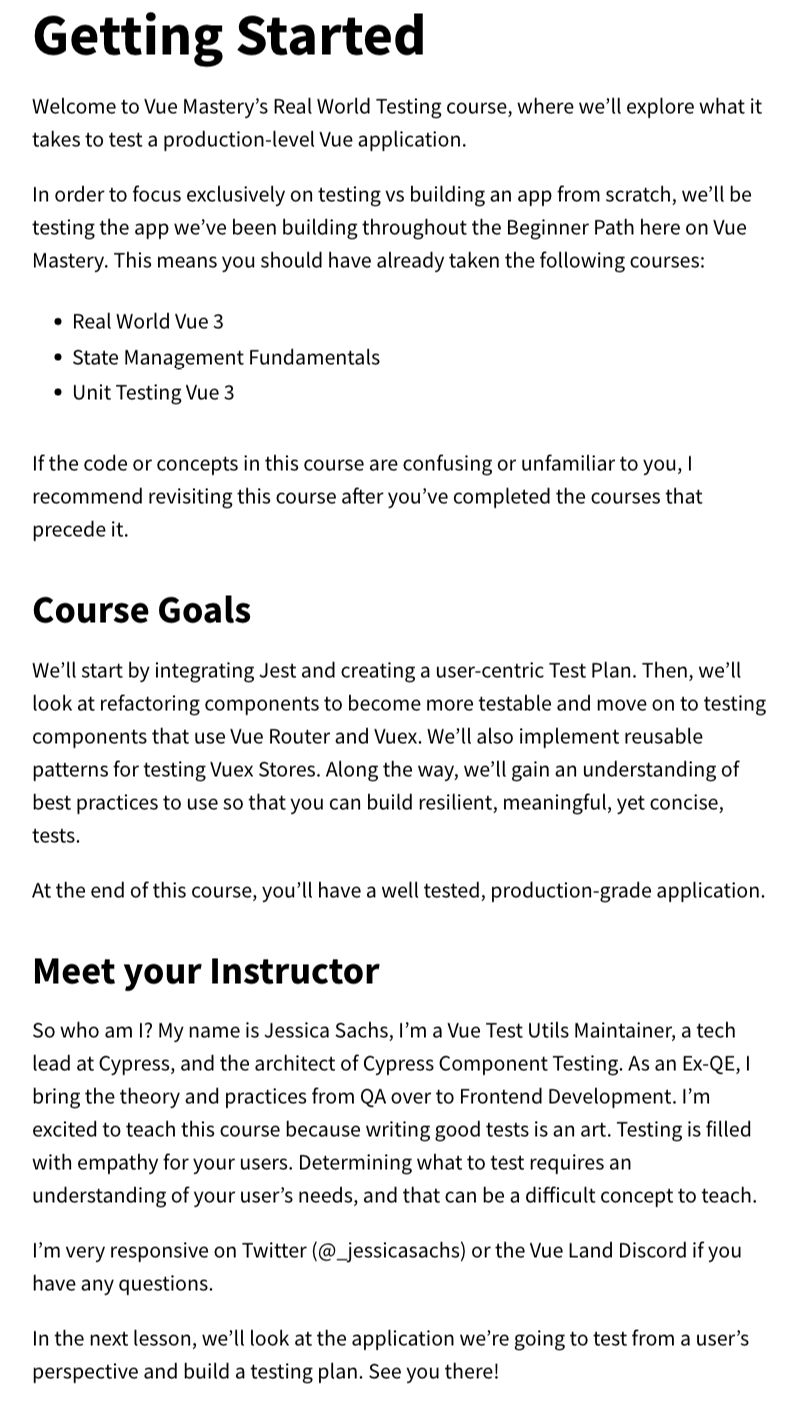 Getting Started
Welcome to Vue Mastery’s Real World Testing course, where we’ll explore what it
takes to test a production-level Vue application.
In order to focus exclusively on testing vs building an app from scratch, we’ll be
testing the app we’ve been building throughout the Beginner Path here on Vue
Mastery. This means you should have already taken the following courses:
• Real World Vue 3
• State Management Fundamentals
• Unit Testing Vue 3
If the code or concepts in this course are confusing or unfamiliar to you, I
recommend revisiting this course after you’ve completed the courses that
precede it.
Course Goals
We’ll start by integrating Jest and creating a user-centric Test Plan. Then, we’ll
look at refactoring components to become more testable and move on to testing
components that use Vue Router and Vuex. We’ll also implement reusable
patterns for testing Vuex Stores. Along the way, we’ll gain an understanding of
best practices to use so that you can build resilient, meaningful, yet concise,
tests.
At the end of this course, you’ll have a well tested, production-grade application.
Meet your Instructor
So who am I? My name is Jessica Sachs, I’m a Vue Test Utils Maintainer, a tech
lead at Cypress, and the architect of Cypress Component Testing. As an Ex-QE, I
bring the theory and practices from QA over to Frontend Development. I’m
excited to teach this course because writing good tests is an art. Testing is filled
with empathy for your users. Determining what to test requires an
understanding of your user’s needs, and that can be a difficult concept to teach.
I’m very responsive on Twitter (@_jessicasachs) or the Vue Land Discord if you
have any questions.
In the next lesson, we’ll look at the application we’re going to test from a user’s
perspective and build a testing plan. See you there!